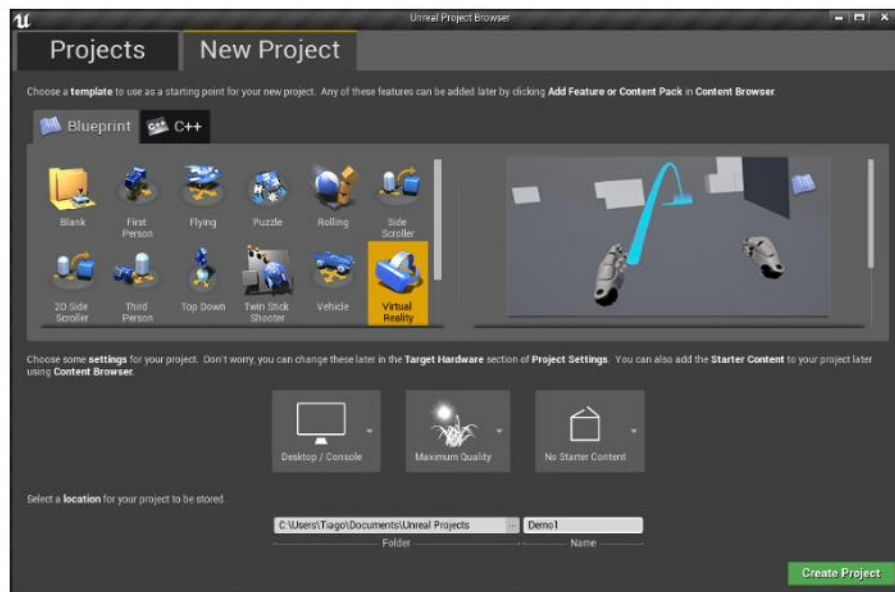 Unreal Project Browser
Projects
New Project
Choose a template to use as a starting point for your new project. Any of these features can be added later by clicking Add Feature or Content Pack in Content Browser.
Blueprint
C++
Blank
First Person
Flying
Puzzle
Rolling
Side Scroller
2D Side Scroller
Third Person
Top Down
Twin Stick Shooter
Vehicle
Virtual Reality
Choose some settings for your project. Don't worry, you can change these later in the Target Hardware section of Project Settings. You can also add the Starter Content to your project later
using Content Browser.
Desktop / Console
Maximum Quality
No Starter Content
Select a location for your project to be stored.
C:\Users\Tiago\Documents\Unreal Projects
...
Demo1
Folder
Name
Create Project